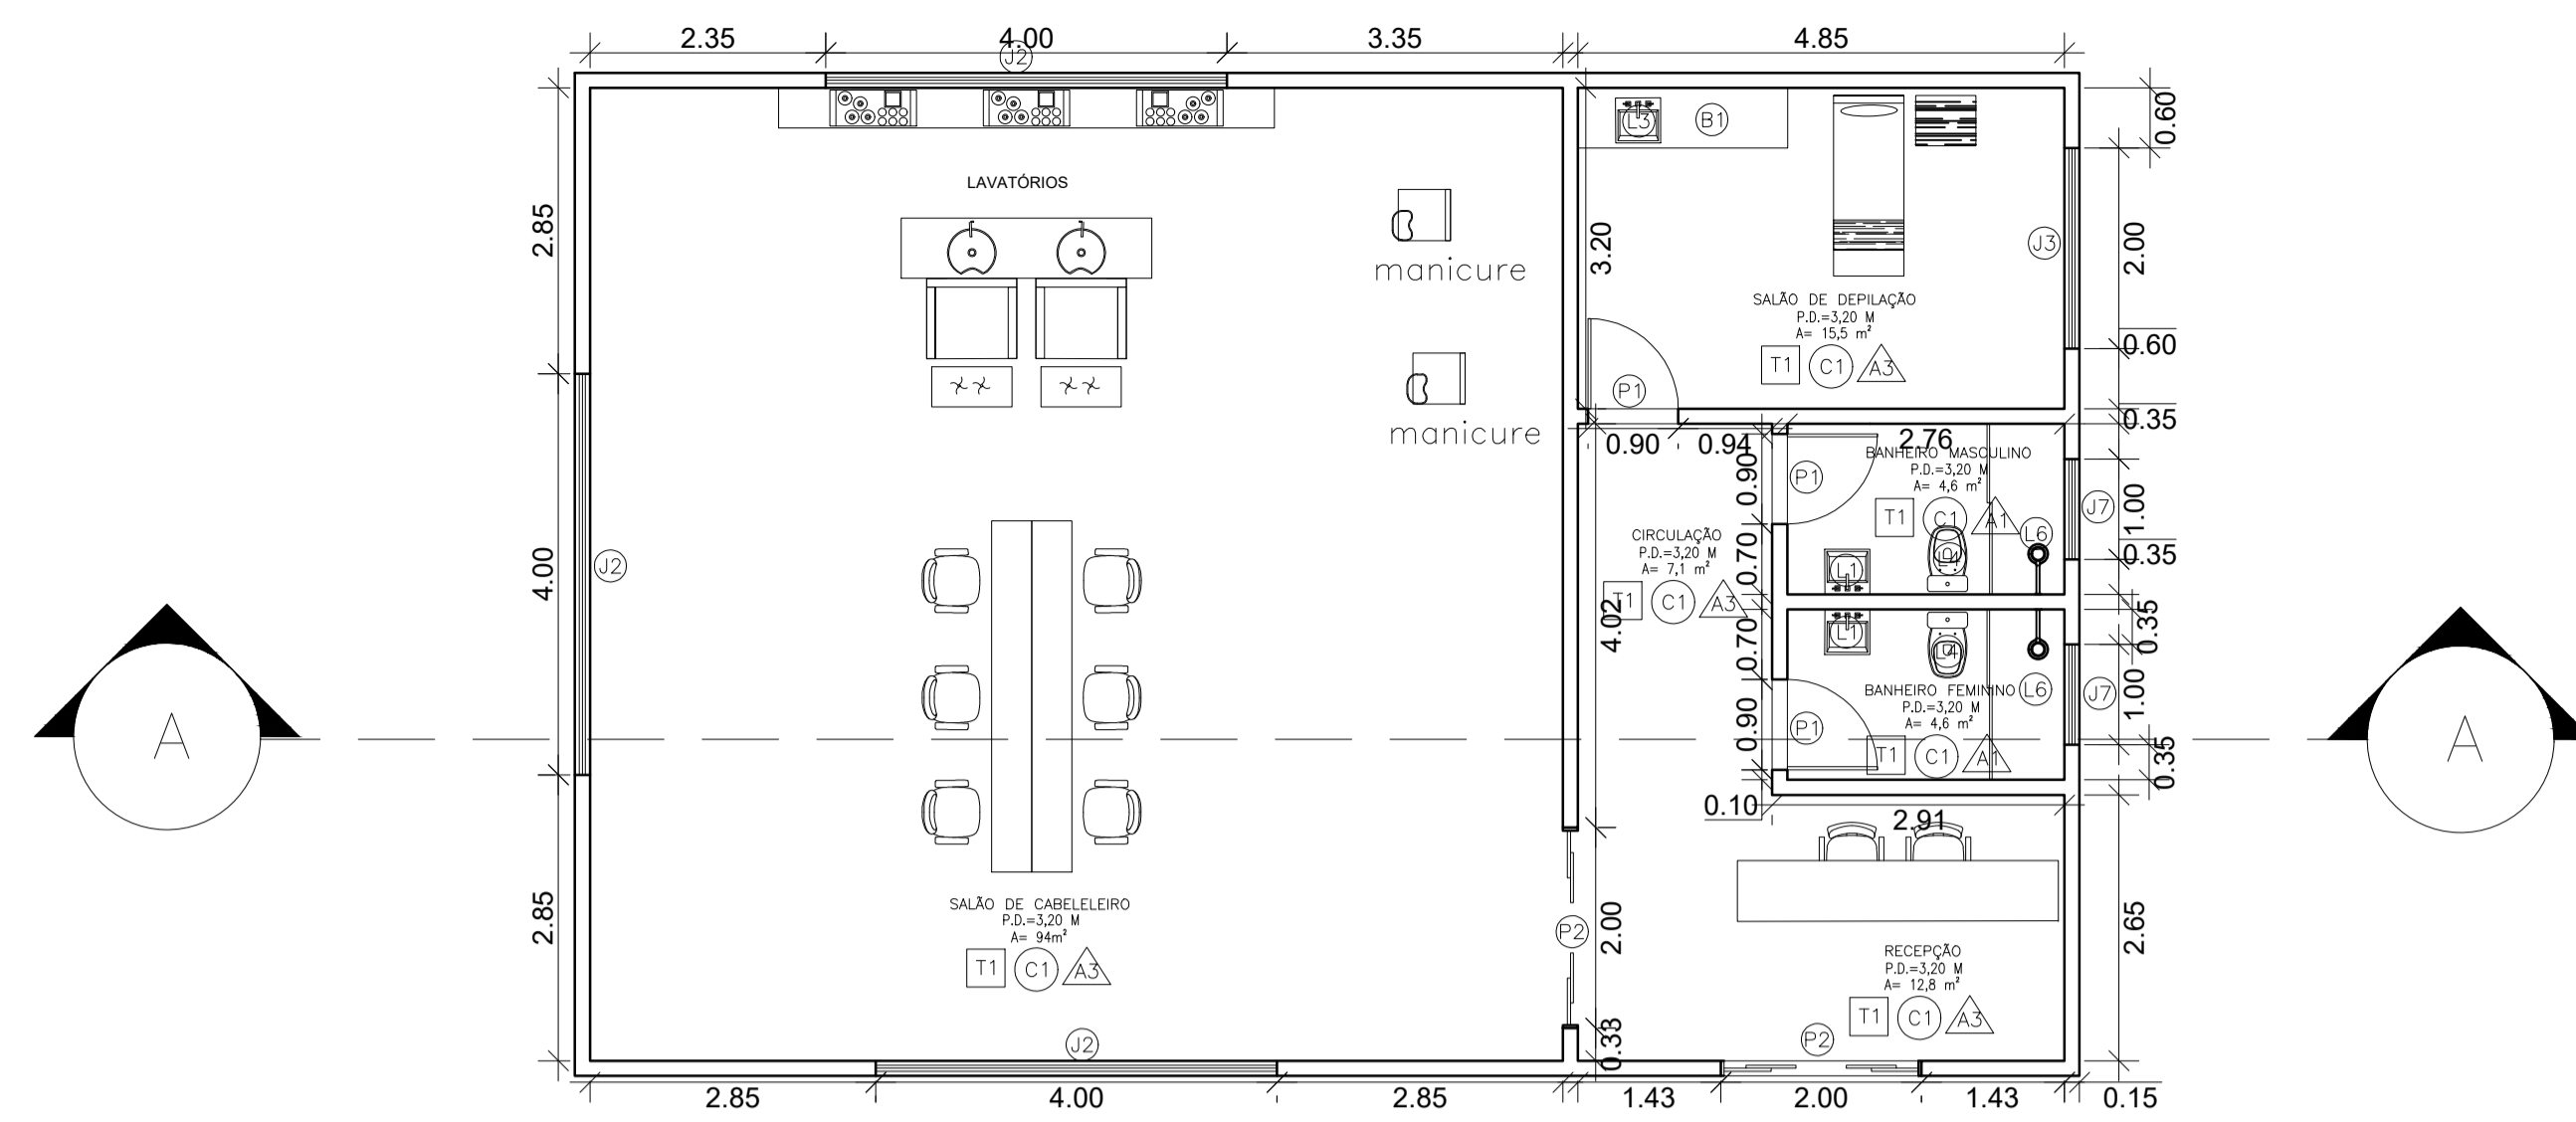 2.35
4.00
3.35
4.85
J2
0.60
L3
B1
LAVATÓRIOS
2.85
3.20
J3
2.00
manicure
SALÃO DE DEPILAÇÃO
P.D.=3,20 M
A= 15,5 m²
T1 C1 A3
0.60
P1
0.35
manicure
0.90
0.94
2.76
BANHEIRO MASCULINO
P.D.=3,20 M
A= 4,6 m²
T1 C1 A1
0.90
P1
L6
J7
1.00
CIRCULAÇÃO
P.D.=3,20 M
A= 7,1 m²
T1 C1 A3
0.70
L1
L4
0.35
J2
4.00
4.02
0.70
L1
L4
0.35
BANHEIRO FEMININO
P.D.=3,20 M
A= 4,6 m²
T1 C1 A1
L6
J7
1.00
0.90
P1
A
A
0.35
0.10
2.91
2.85
SALÃO DE CABELELEIRO
P.D.=3,20 M
A= 94m²
T1 C1 A3
P2
2.00
2.65
RECEPÇÃO
P.D.=3,20 M
A= 12,8 m²
T1 C1 A3
J2
0.33
P2
2.85
4.00
2.85
1.43
2.00
1.43
0.15